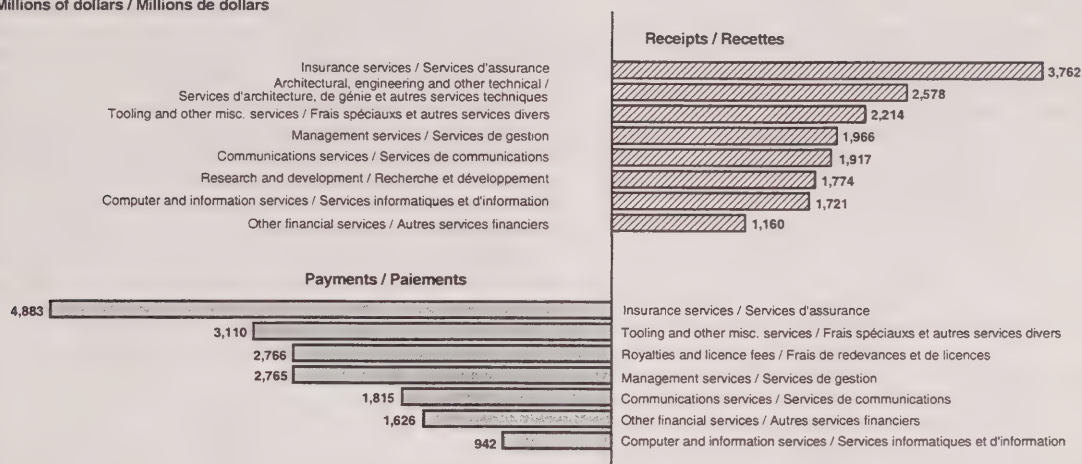 Millions of dollars / Millions de dollars
Receipts / Recettes
Insurance services / Services d'assurance 3,762
Architectural, engineering and other technical /
Services d'architecture, de génie et autres services techniques 2,578
Tooling and other misc. services / Frais spéciauxs et autres services divers 2,214
Management services / Services de gestion 1,966
Communications services / Services de communications 1,917
Research and development / Recherche et développement 1,774
Computer and information services / Services informatiques et d'information 1,721
Other financial services / Autres services financiers 1,160
Payments / Paiements
4,883 Insurance services / Services d'assurance
3,110 Tooling and other misc. services / Frais spéciauxs et autres services divers
2,766 Royalties and licence fees / Frais de redevances et de licences
2,765 Management services / Services de gestion
1,815 Communications services / Services de communications
1,626 Other financial services / Autres services financiers
942 Computer and information services / Services informatiques et d'information